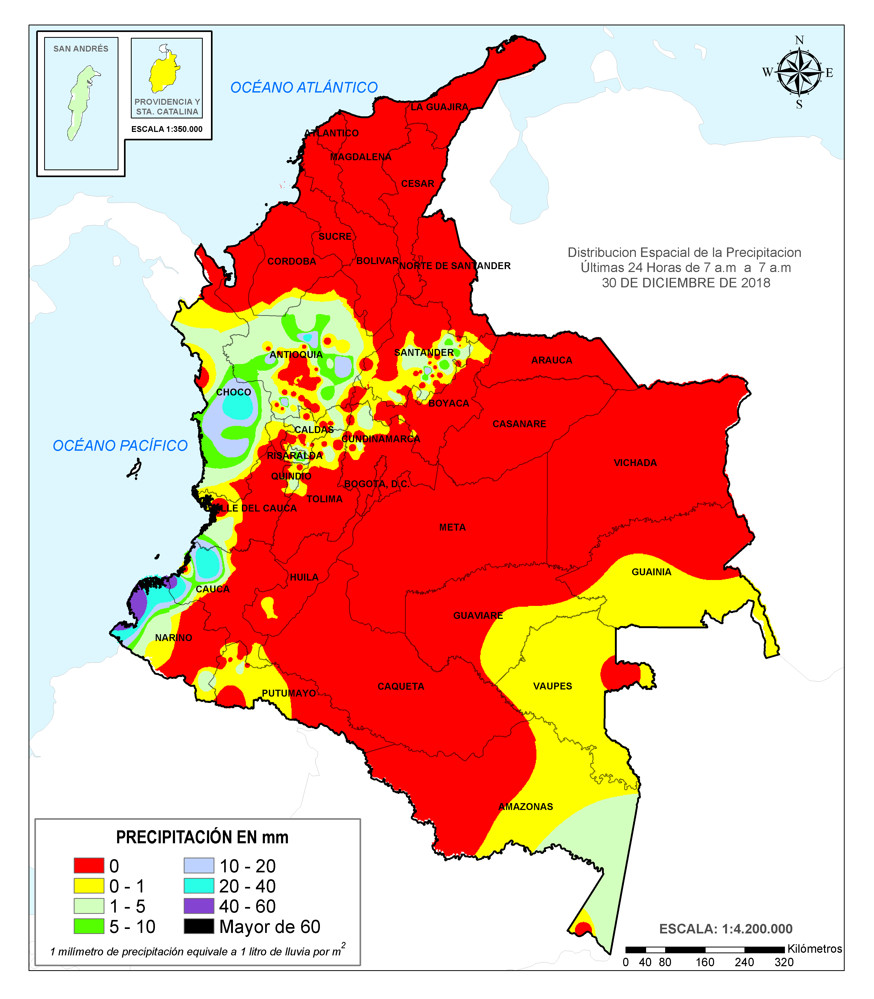 SAN ANDRÉS
PROVIDENCIA Y
STA. CATALINA
ESCALA 1:350.000
OCÉANO ATLÁNTICO
N
W
E
S
LA GUAJIRA
ATLANTICO
MAGDALENA
CESAR
SUCRE
CORDOBA
BOLIVAR
NORTE DE SANTANDER
Distribucion Espacial de la Precipitacion
Últimas 24 Horas de 7 a.m a 7 a.m
30 DE DICIEMBRE DE 2018
ANTIOQUIA
SANTANDER
ARAUCA
CHOCO
BOYACA
CASANARE
CALDAS
CUNDINAMARCA
OCÉANO PACÍFICO
RISARALDA
VICHADA
QUINDIO
BOGOTA, D.C.
TOLIMA
VALLE DEL CAUCA
META
HUILA
GUAINIA
CAUCA
GUAVIARE
NARIÑO
VAUPES
CAQUETA
PUTUMAYO
AMAZONAS
PRECIPITACIÓN EN mm
0
0 - 1
1 - 5
5 - 10
10 - 20
20 - 40
40 - 60
Mayor de 60
1 milímetro de precipitación equivale a 1 litro de lluvia por m2
ESCALA: 1:4.200.000
Kilómetros
0 40 80 160 240 320